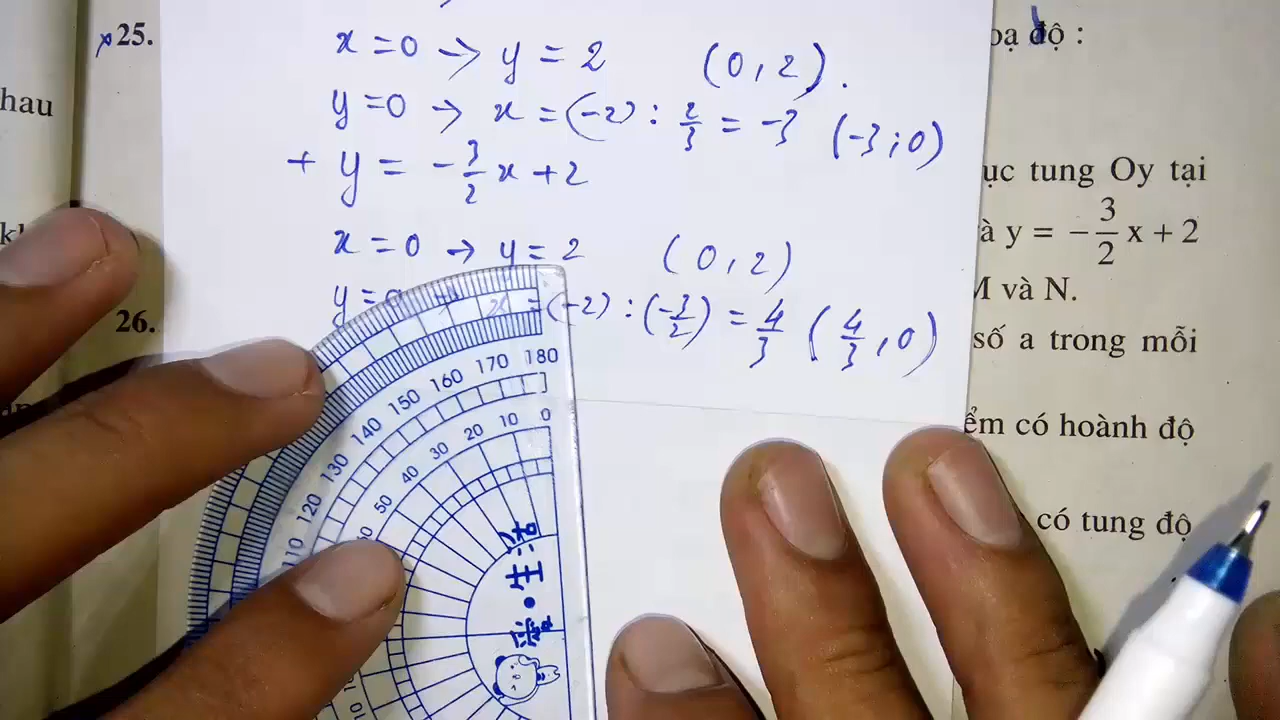 25.
hau
oạ độ :
x = 0 → y = 2 (0, 2).
y = 0 → x = (-2) : 2/3 = -3 (-3; 0)
+ y = -3/2 x + 2
ục tung Oy tại
à y = -3/2 x + 2
x = 0 → y = 2 (0, 2)
M và N.
26.
(-2) : (-3/2) = 4/3 (4/3, 0)
số a trong mỗi
ểm có hoành độ
có tung độ
110 120 130 140 150 160 170 180
50 40 30 20 10 0